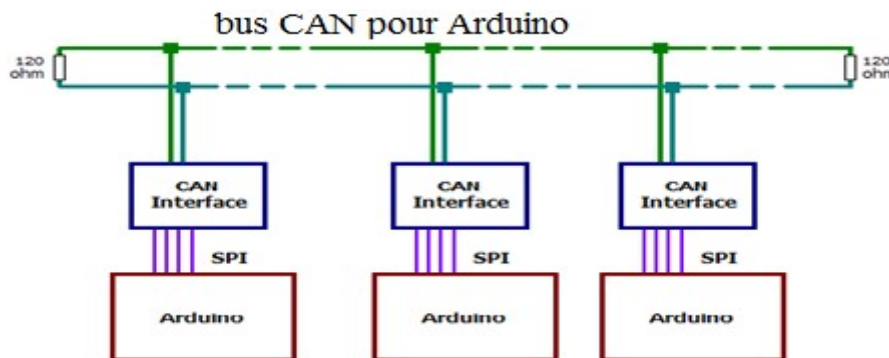 bus CAN pour Arduino
120
ohm
120
ohm
CAN
Interface
CAN
Interface
CAN
Interface
SPI
SPI
SPI
Arduino
Arduino
Arduino